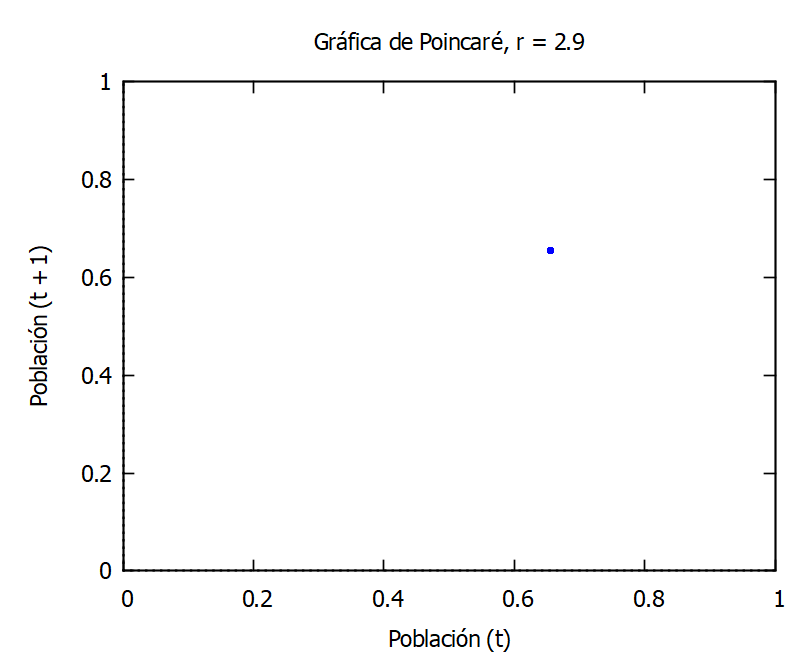 Gráfica de Poincaré, r = 2.9
1
0.8
0.6
0.4
0.2
0
Población (t + 1)
0 0.2 0.4 0.6 0.8 1
Población (t)